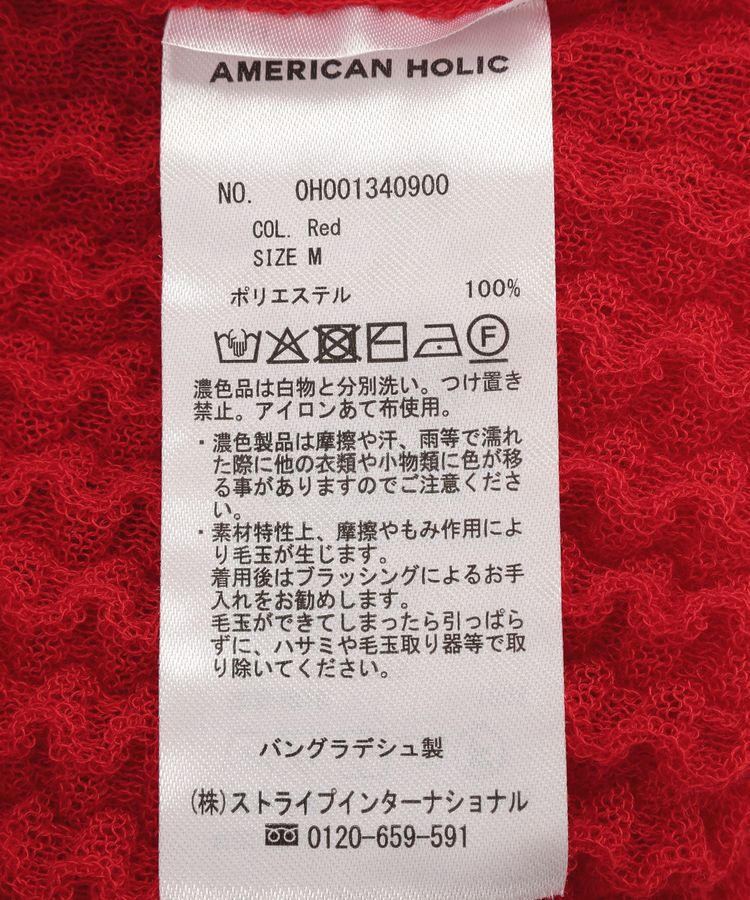 AMERICAN HOLIC
NO. 0H001340900
COL. Red
SIZE M
ポリエステル 100%
F
濃色品は白物と分別洗い。つけ置き
禁止。アイロンあて布使用。
・濃色製品は摩擦や汗、雨等で濡れ
た際に他の衣類や小物類に色が移
る事がありますのでご注意くださ
い。
・素材特性上、摩擦やもみ作用によ
り毛玉が生じます。
着用後はブラッシングによるお手
入れをお勧めします。
毛玉ができてしまったら引っぱら
ずに、ハサミや毛玉取り器等で取
り除いてください。
バングラデシュ製
(株)ストライプインターナショナル
0120-659-591